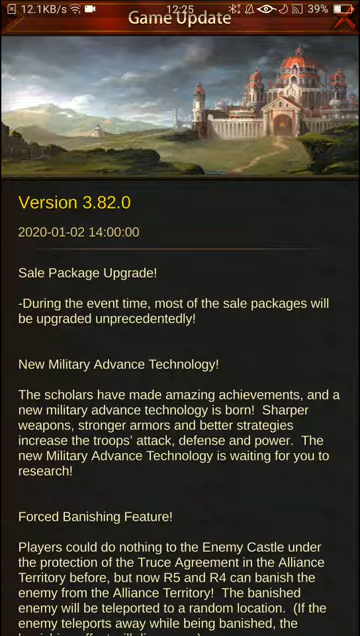 12.1KB/s 12:25 39%
Game Update
Version 3.82.0
2020-01-02 14:00:00
Sale Package Upgrade!
-During the event time, most of the sale packages will
be upgraded unprecedentedly!
New Military Advance Technology!
The scholars have made amazing achievements, and a
new military advance technology is born!  Sharper
weapons, stronger armors and better strategies
increase the troops' attack, defense and power.  The
new Military Advance Technology is waiting for you to
research!
Forced Banishing Feature!
Players could do nothing to the Enemy Castle under
the protection of the Truce Agreement in the Alliance
Territory before, but now R5 and R4 can banish the
enemy from the Alliance Territory!  The banished
enemy will be teleported to a random location.  (If the
enemy teleports away while being banished, the